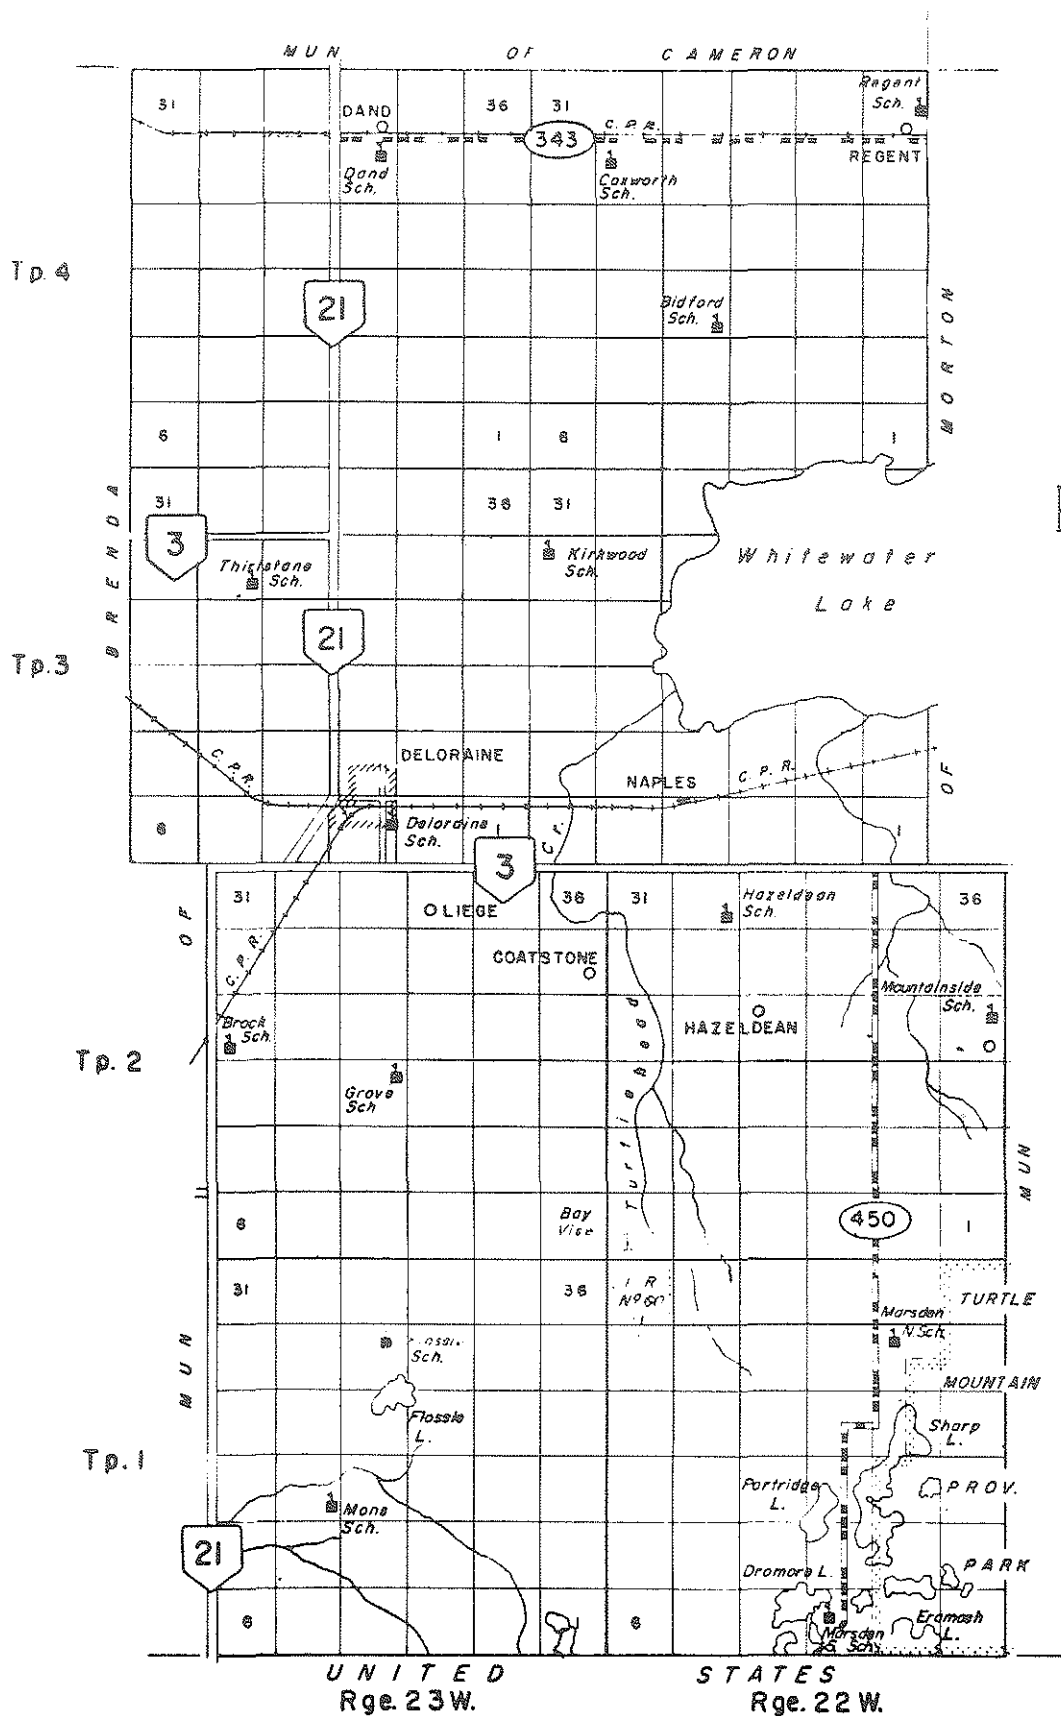 MUN OF CAMERON
31
DAND
36
31
C. P. R.
Regent
Sch.
343
REGENT
Dand
Sch.
Coxworth
Sch.
Tp. 4
21
Bidford
Sch.
MORTON
6
1
6
1
31
36
31
BRENDA
3
Kirkwood
Sch.
Whitewater
Lake
Sch.
21
Tp. 3
C. P. R.
DELORAINE
NAPLES
C. P. R.
OF
6
Deloraine
Sch.
1
C. P.
1
3
31
O LIEGE
36
31
Hazeldean
Sch.
36
OF
C. P. R.
COATSTONE
Mountainside
Sch.
Brock
Sch.
HAZELDEAN
Turtlehead
Tp. 2
Grove
Sch
MUN
6
Bay
450
1
31
36
I R
Nº 60
TURTLE
Marsden
N. Sch.
MUN
Sch.
MOUNTAIN
Flossie
L.
Sharp
L.
Tp. 1
Partridge
L.
PROV.
Mona
Sch.
21
Dromore L.
PARK
6
6
Marsden
S. Sch.
L.
UNITED STATES
Rge. 23 W.
Rge. 22 W.